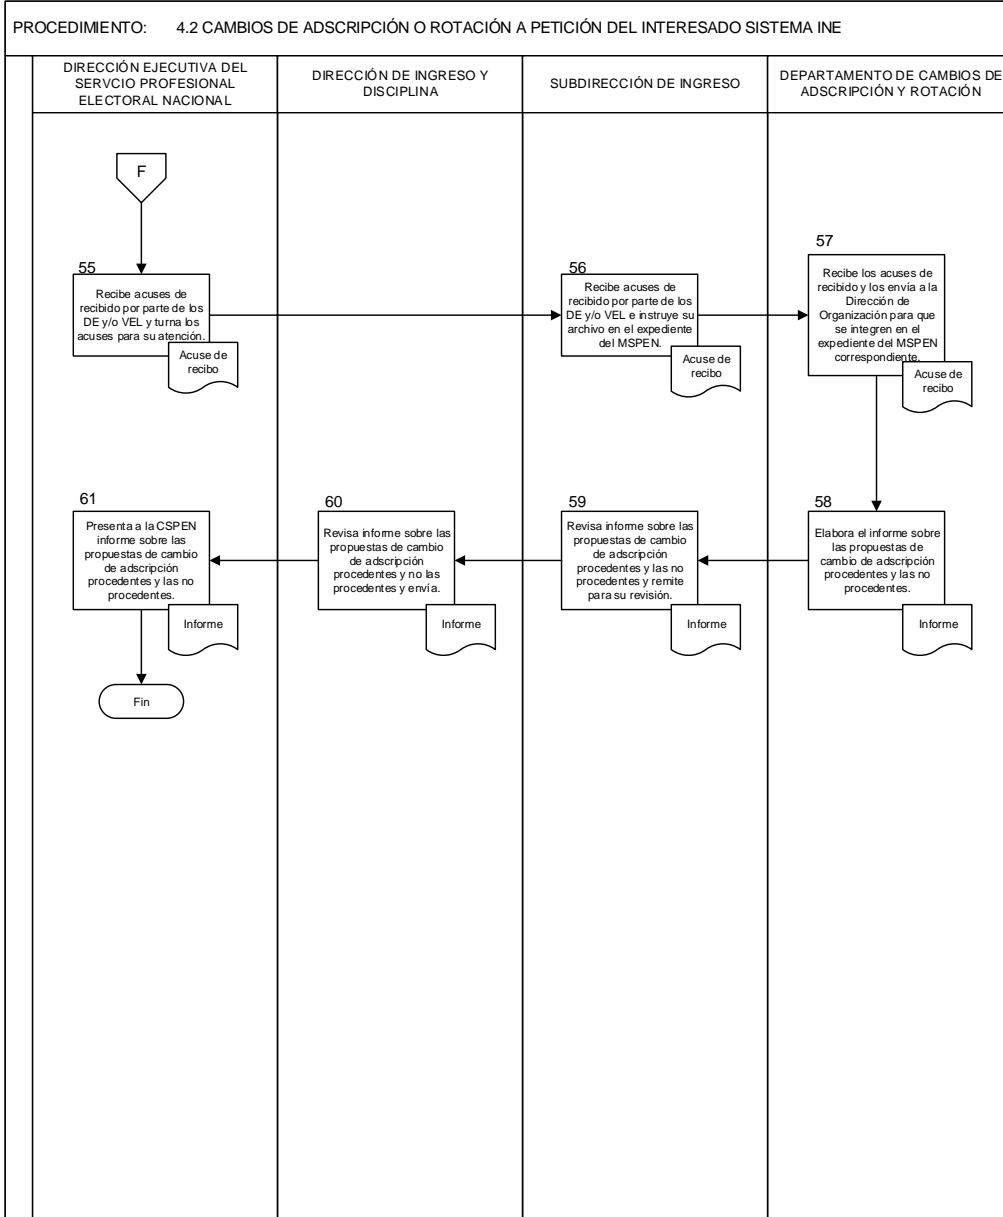 PROCEDIMIENTO: 4.2 CAMBIOS DE ADSCRIPCIÓN O ROTACIÓN A PETICIÓN DEL INTERESADO SISTEMA INE
DIRECCIÓN EJECUTIVA DEL
SERVCIO PROFESIONAL
ELECTORAL NACIONAL
DIRECCIÓN DE INGRESO Y
DISCIPLINA
SUBDIRECCIÓN DE INGRESO
DEPARTAMENTO DE CAMBIOS DE
ADSCRIPCIÓN Y ROTACIÓN
F
55
Recibe acuses de
recibido por parte de los
DE y/o VEL y turna los
acuses para su atención.
Acuse de
recibo
56
Recibe acuses de
recibido por parte de los
DE y/o VEL e instruye su
archivo en el expediente
del MSPEN.
Acuse de
recibo
57
Recibe los acuses de
recibido y los envía a la
Dirección de
Organización para que
se integren en el
expediente del MSPEN
correspondiente.
Acuse de
recibo
61
Presenta a la CSPEN
informe sobre las
propuestas de cambio
de adscripción
procedentes y las no
procedentes.
Informe
60
Revisa informe sobre las
propuestas de cambio
de adscripción
procedentes y no las
procedentes y envía.
Informe
59
Revisa informe sobre las
propuestas de cambio
de adscripción
procedentes y las no
procedentes y remite
para su revisión.
Informe
58
Elabora el informe sobre
las propuestas de
cambio de adscripción
procedentes y las no
procedentes.
Informe
Fin